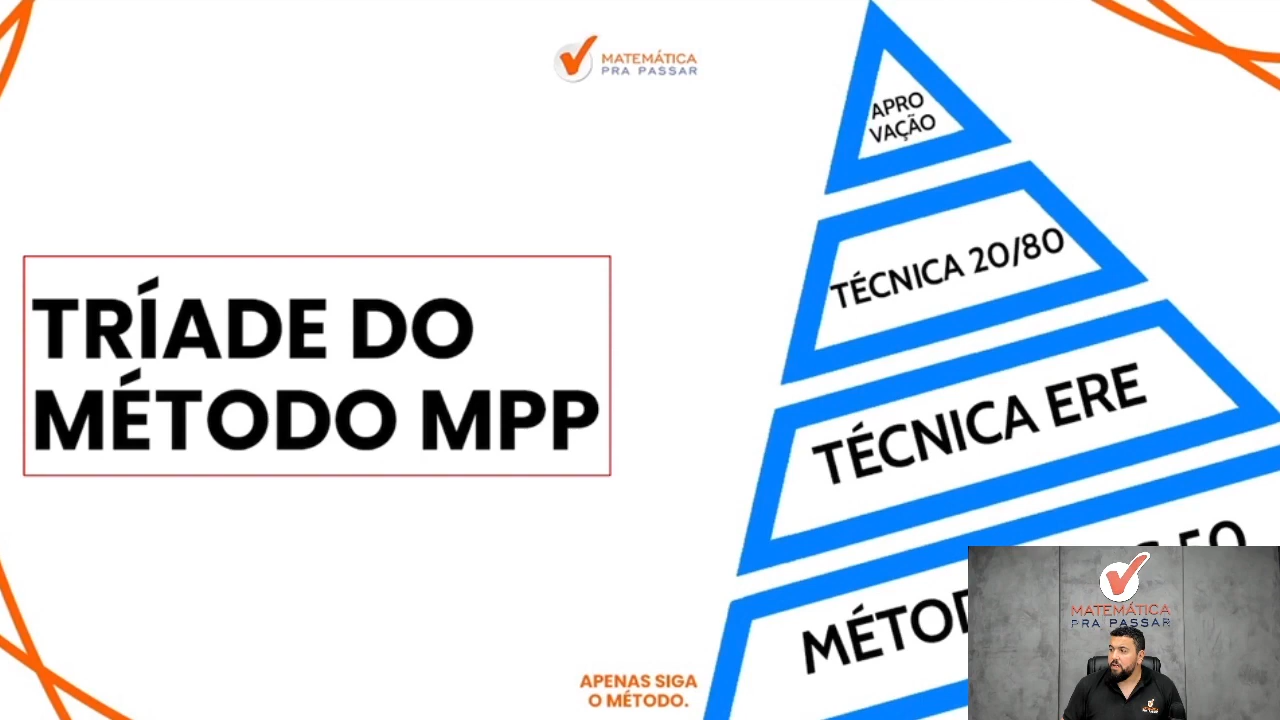 MATEMÁTICA
PRA PASSAR
APRO
VAÇÃO
TÉCNICA 20/80
TRÍADE DO
MÉTODO MPP
TÉCNICA ERE
50
MATEMÁTICA
PRA PASSAR
APENAS SIGA
O MÉTODO.